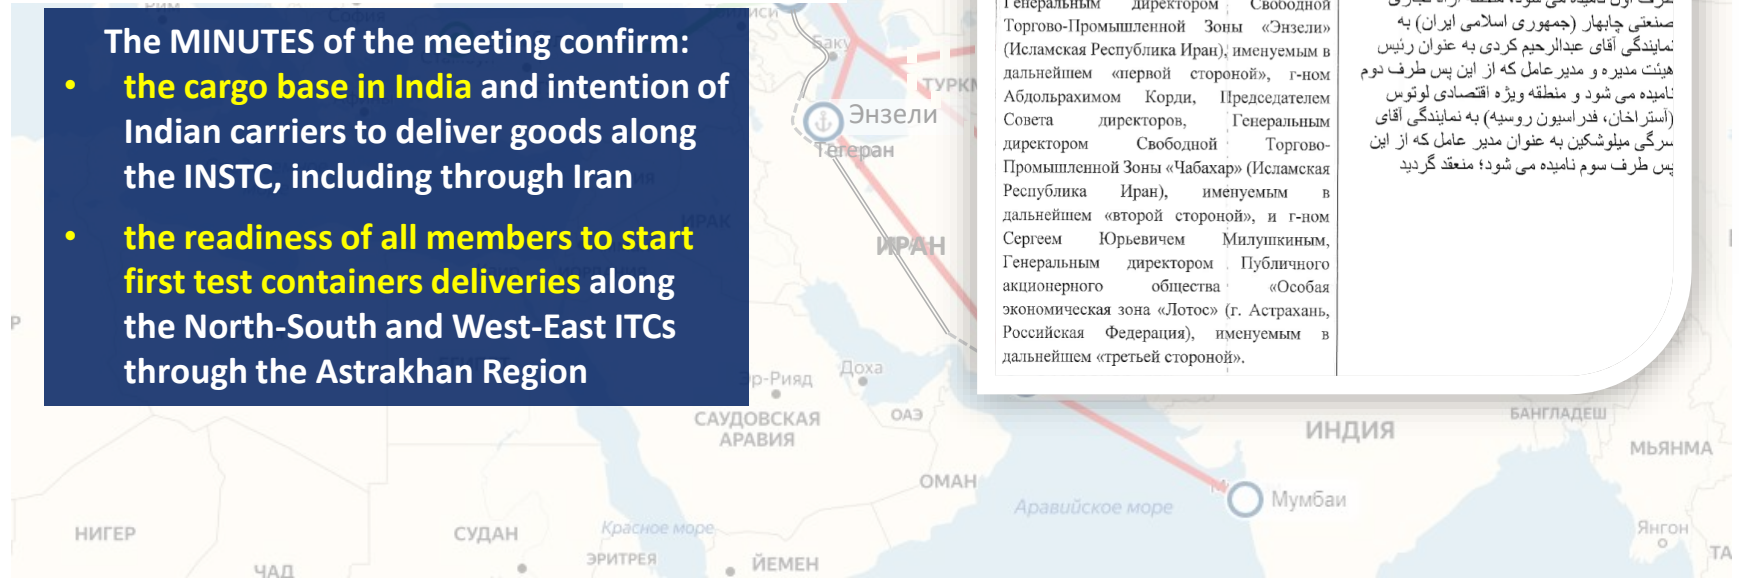 The MINUTES of the meeting confirm:
• the cargo base in India and intention of
Indian carriers to deliver goods along
the INSTC, including through Iran
• the readiness of all members to start
first test containers deliveries along
the North-South and West-East ITCs
through the Astrakhan Region
Генеральным директором Свободной
Торгово-Промышленной Зоны «Энзели»
(Исламская Республика Иран), именуемым в
дальнейшем «первой стороной», г-ном
Абдольрахимом Корди, Председателем
Совета директоров, Генеральным
директором Свободной Торгово-
Промышленной Зоны «Чабахар» (Исламская
Республика Иран), именуемым в
дальнейшем «второй стороной», и г-ном
Сергеем Юрьевичем Милушкиным,
Генеральным директором Публичного
акционерного общества «Особая
экономическая зона «Лотос» (г. Астрахань,
Российская Федерация), именуемым в
дальнейшем «третьей стороной».
صنعتی چابهار (جمهوری اسلامی ایران) به
نمایندگی آقای عبدالرحیم کردی به عنوان رئیس
هیئت مدیره و مدیر عامل که از این پس طرف دوم
نامیده می شود و منطقه ویژه اقتصادی لوتوس
(آستراخان، فدراسیون روسیه) به نمایندگی آقای
سرگی میلوشکین به عنوان مدیر عامل که از این
پس طرف سوم نامیده می شود؛ منعقد گردید
Баку
Энзели
Тегеран
ИРАК
ИРАН
Доха
Эр-Рияд
САУДОВСКАЯ
АРАВИЯ
ОАЭ
ОМАН
БАНГЛАДЕШ
ИНДИЯ
МЬЯНМА
Аравийское море
Мумбаи
Янгон
НИГЕР
СУДАН
Красное море
ЭРИТРЕЯ
ЙЕМЕН
ЧАД